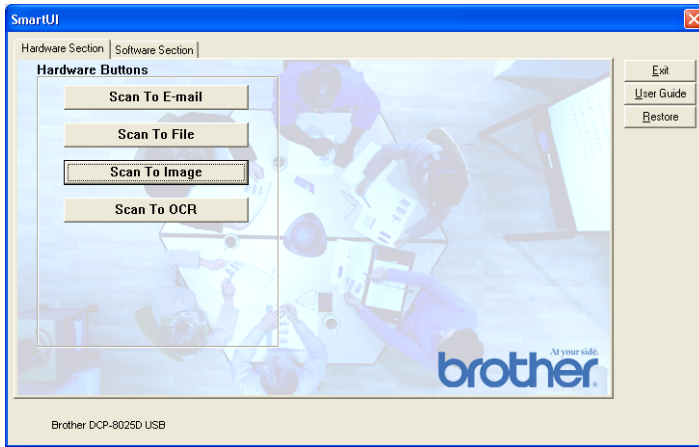 SmartUI
Hardware Section
Software Section
Hardware Buttons
Scan To E-mail
Scan To File
Scan To Image
Scan To OCR
Exit
User Guide
Restore
At your side.
brother
Brother DCP-8025D USB